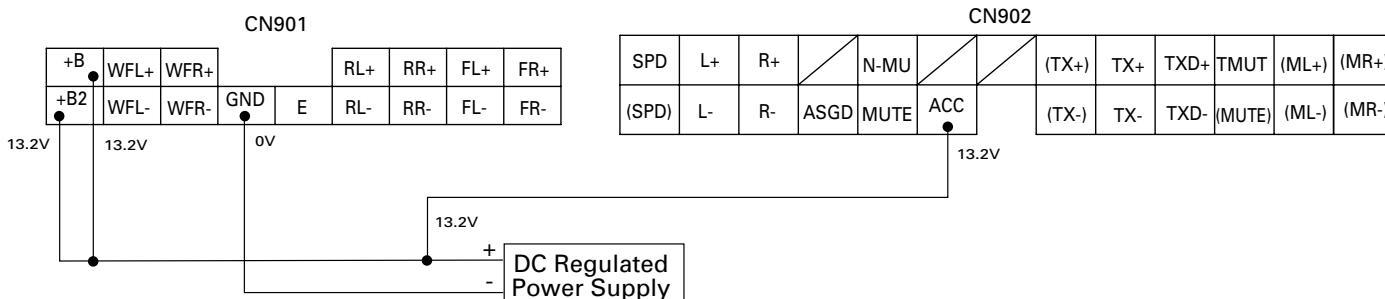 CN901
CN902
+B WFL+ WFR+ RL+ RR+ FL+ FR+
+B2 WFL- WFR- GND E RL- RR- FL- FR-
SPD L+ R+ N-MU (TX+) TX+ TXD+ TMUT (ML+) (MR+)
(SPD) L- R- ASGD MUTE ACC (TX-) TX- TXD- (MUTE) (ML-) (MR-)
13.2V 13.2V 0V
13.2V
13.2V
+ DC Regulated
- Power Supply